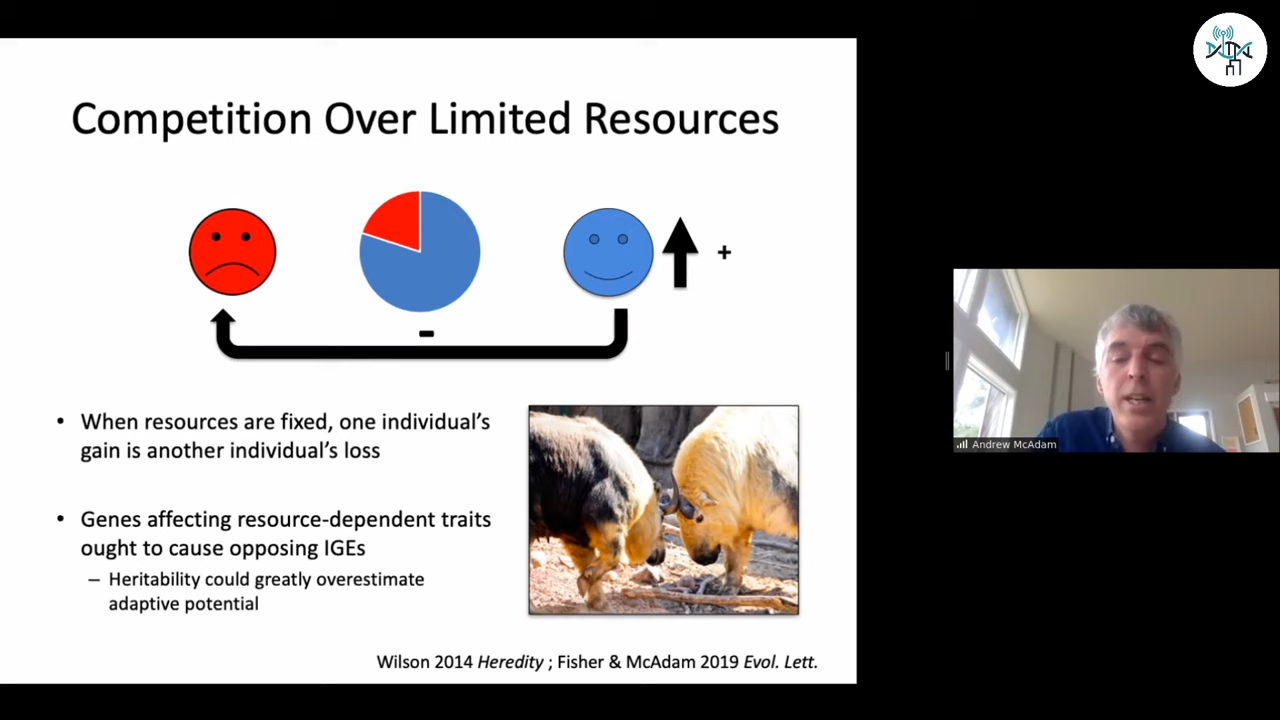 Competition Over Limited Resources
+
-
• When resources are fixed, one individual's
gain is another individual's loss
• Genes affecting resource-dependent traits
ought to cause opposing IGEs
– Heritability could greatly overestimate
adaptive potential
Wilson 2014 Heredity ; Fisher & McAdam 2019 Evol. Lett.
Andrew McAdam